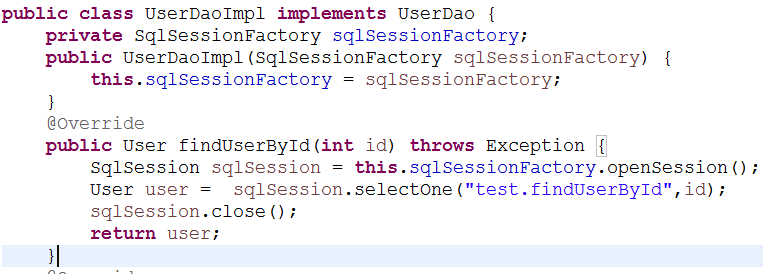 public class UserDaoImpl implements UserDao {
    private SqlSessionFactory sqlSessionFactory;
    public UserDaoImpl(SqlSessionFactory sqlSessionFactory) {
        this.sqlSessionFactory = sqlSessionFactory;
    }
    @Override
    public User findUserById(int id) throws Exception {
        SqlSession sqlSession = this.sqlSessionFactory.openSession();
        User user =  sqlSession.selectOne("test.findUserById",id);
        sqlSession.close();
        return user;
    }